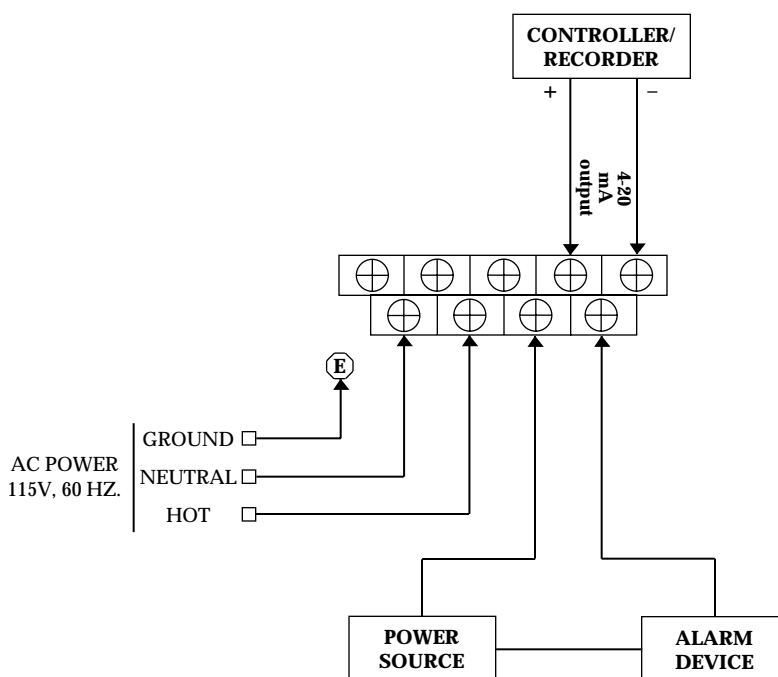 CONTROLLER/
RECORDER
+ −
4-20
mA
output
E
GROUND
AC POWER
115V, 60 HZ.
NEUTRAL
HOT
POWER
SOURCE
ALARM
DEVICE